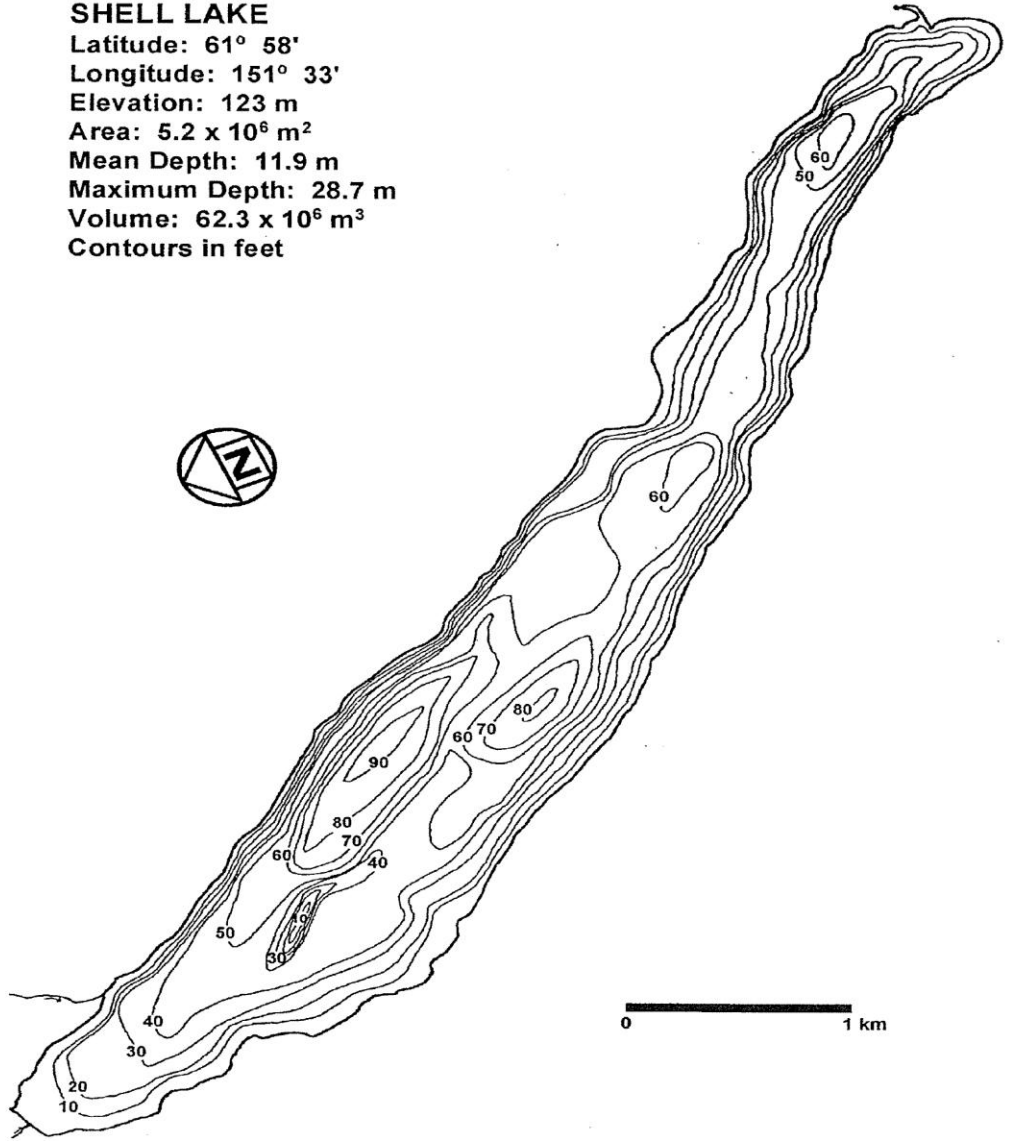 SHELL LAKE
Latitude: 61° 58'
Longitude: 151° 33'
Elevation: 123 m
Area: 5.2 x 10⁶ m²
Mean Depth: 11.9 m
Maximum Depth: 28.7 m
Volume: 62.3 x 10⁶ m³
Contours in feet
60
50
N
60
80
70
60
90
80
70
60
40
10
50
30
40
30
20
10
0 1 km